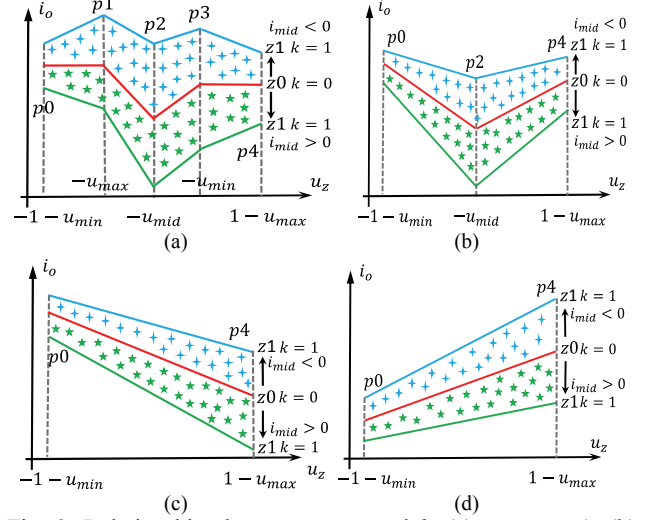 i_o
p1
p2
p3
i_mid < 0
z1 k = 1
z0 k = 0
z1 k = 1
i_mid > 0
p0
p4
−u_max
−u_min
u_z
−1 − u_min
−u_mid
1 − u_max
(a)
i_o
p0
p2
p4
i_mid < 0
z1 k = 1
z0 k = 0
z1 k = 1
i_mid > 0
u_z
−1 − u_min
−u_mid
1 − u_max
(b)
i_o
p4
z1 k = 1
i_mid < 0
p0
z0 k = 0
i_mid > 0
z1 k = 1
−1 − u_min
1 − u_max
u_z
(c)
i_o
p4
z1 k = 1
i_mid < 0
p0
z0 k = 0
i_mid > 0
z1 k = 1
u_z
−1 − u_min
1 − u_max
(d)